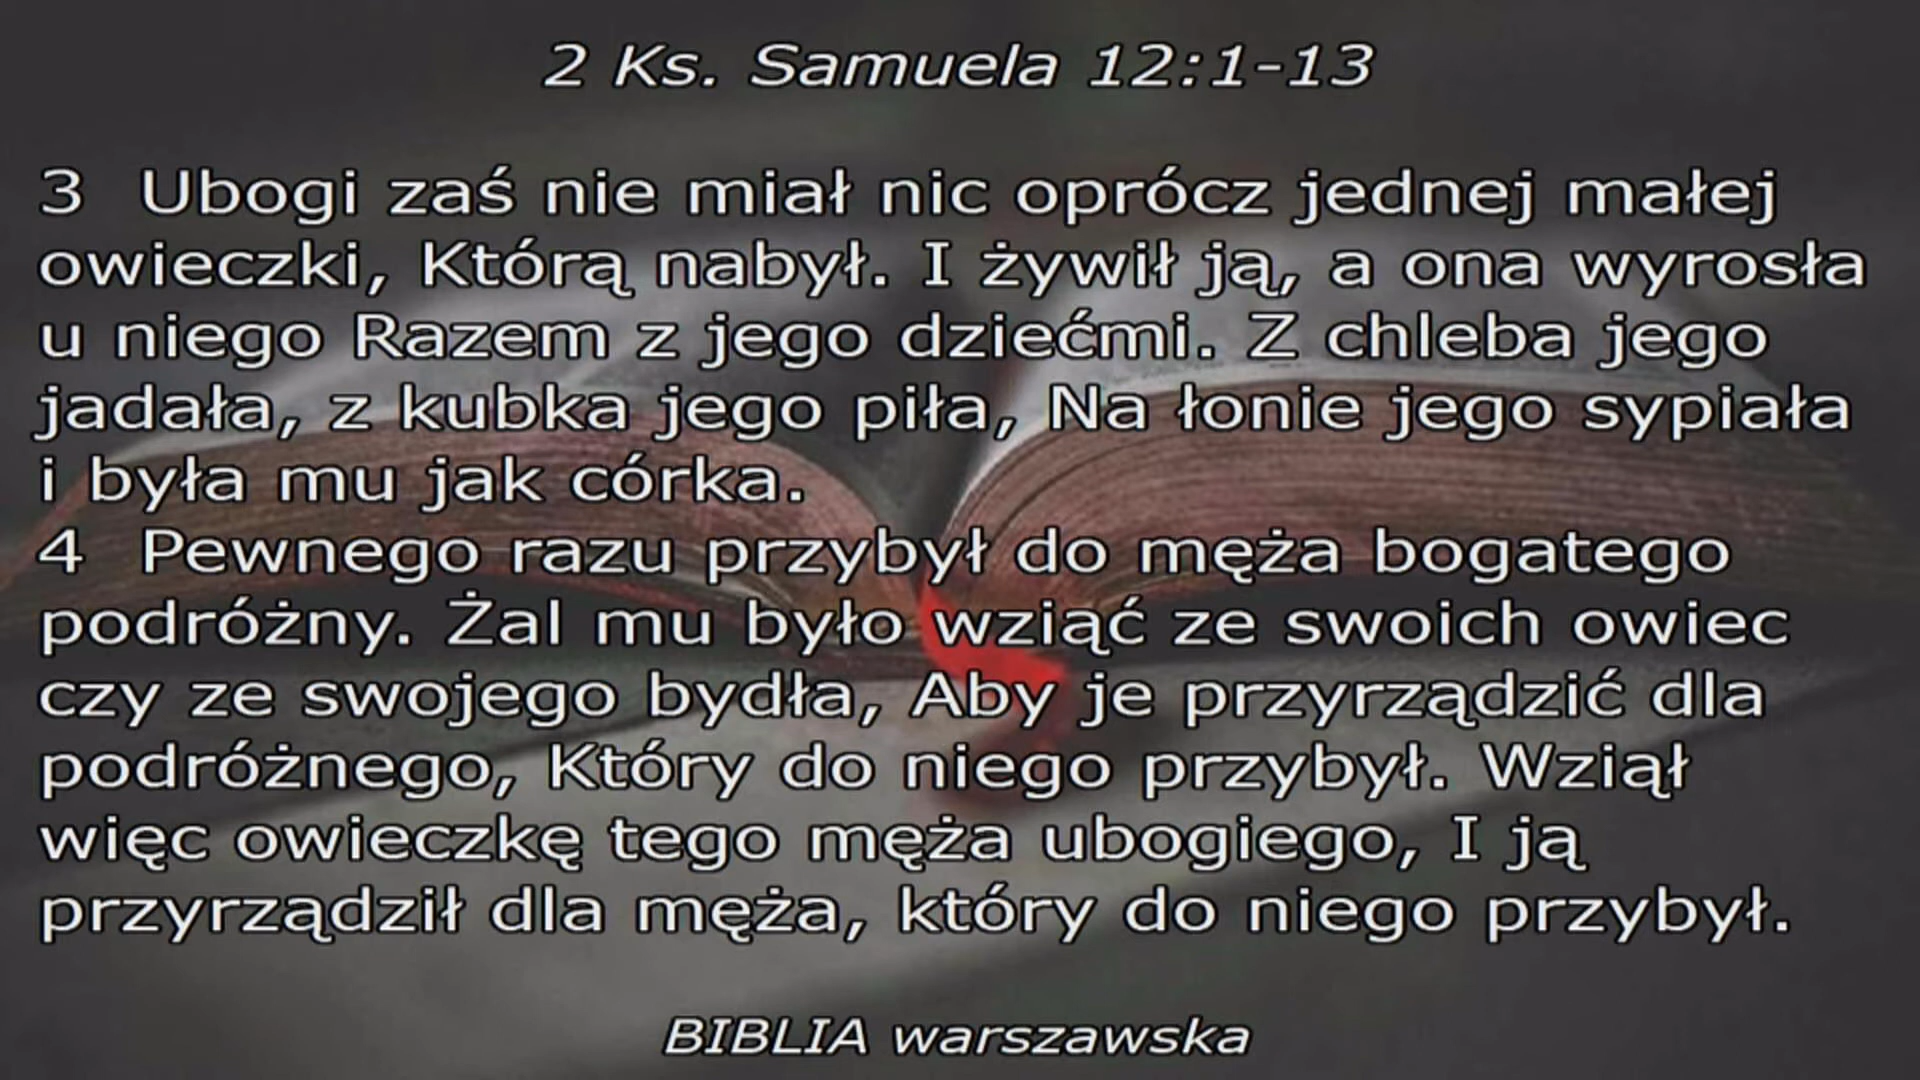 2 Ks. Samuela 12:1-13
3 Ubogi zaś nie miał nic oprócz jednej małej
owieczki, Którą nabył. I żywił ją, a ona wyrosła
u niego Razem z jego dziećmi. Z chleba jego
jadała, z kubka jego piła, Na łonie jego sypiała
i była mu jak córka.
4 Pewnego razu przybył do męża bogatego
podróżny. Żal mu było wziąć ze swoich owiec
czy ze swojego bydła, Aby je przyrządzić dla
podróżnego, Który do niego przybył. Wziął
więc owieczkę tego męża ubogiego, I ją
przyrządził dla męża, który do niego przybył.
BIBLIA warszawska